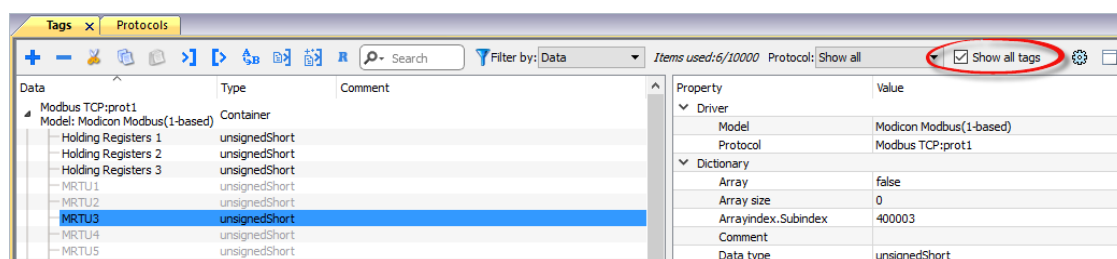 Tags x Protocols
R Search Filter by: Data Items used:6/10000 Protocol: Show all Show all tags
Data Type Comment Property Value
Modbus TCP:prot1
Model: Modicon Modbus(1-based) Container
Driver
Holding Registers 1 unsignedShort Model Modicon Modbus(1-based)
Holding Registers 2 unsignedShort Protocol Modbus TCP:prot1
Holding Registers 3 unsignedShort Dictionary
MRTU1 unsignedShort Array false
MRTU2 unsignedShort Array size 0
MRTU3 unsignedShort Arrayindex.Subindex 400003
MRTU4 unsignedShort Comment
MRTU5 unsignedShort Data type unsignedShort